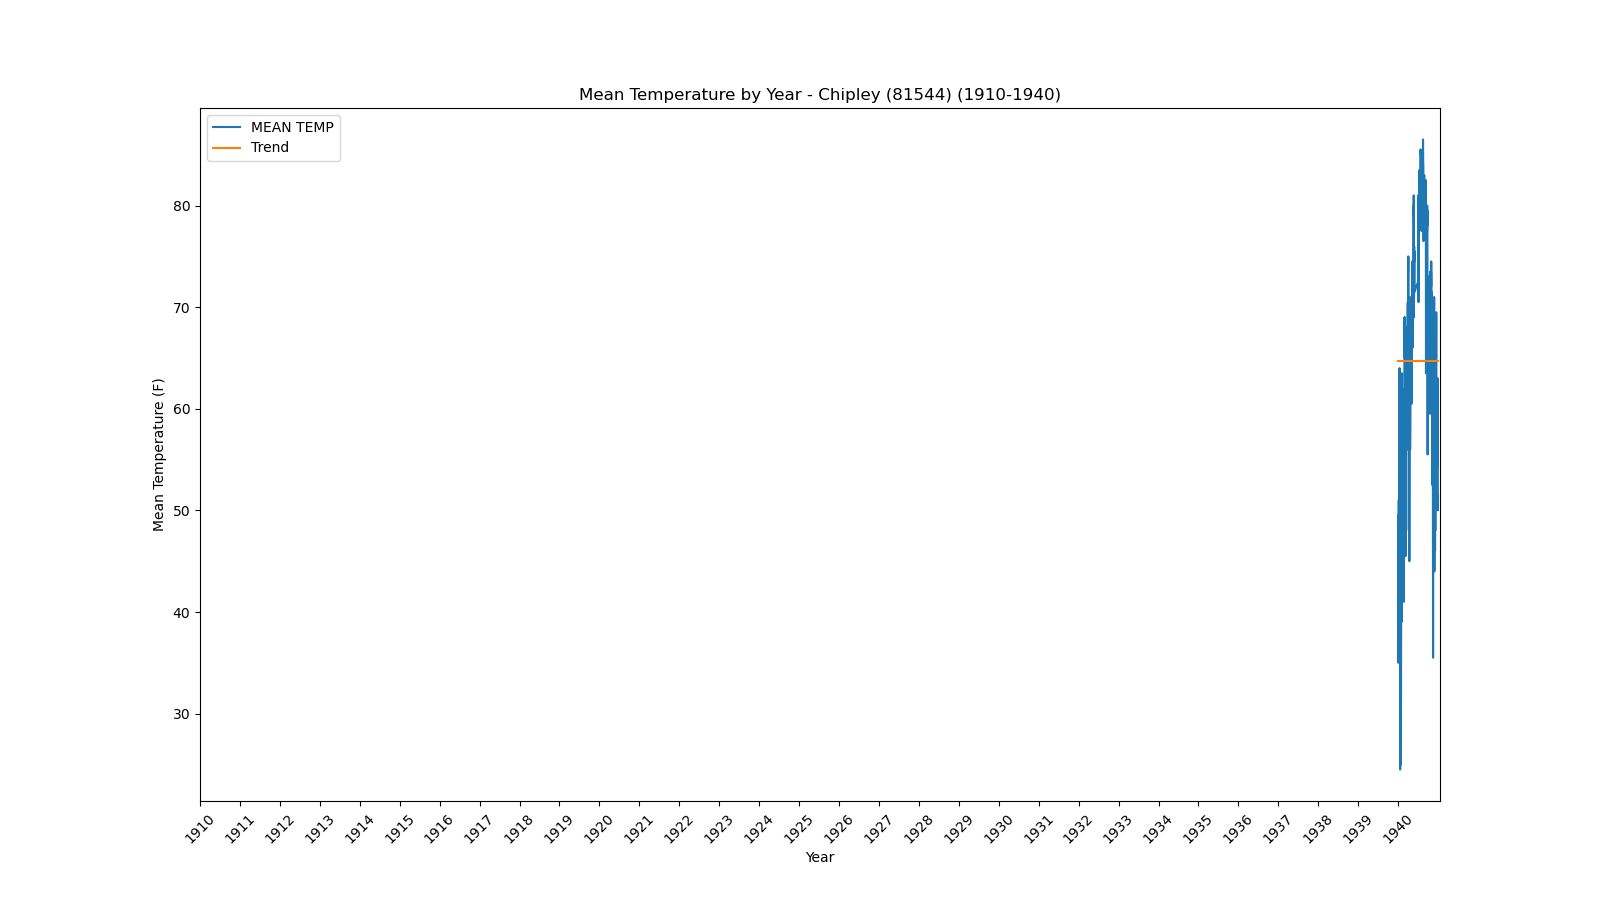 Mean Temperature by Year - Chipley (81544) (1910-1940)
MEAN TEMP
Trend
Mean Temperature (F)
80
70
60
50
40
30
1910 1911 1912 1913 1914 1915 1916 1917 1918 1919 1920 1921 1922 1923 1924 1925 1926 1927 1928 1929 1930 1931 1932 1933 1934 1935 1936 1937 1938 1939 1940
Year